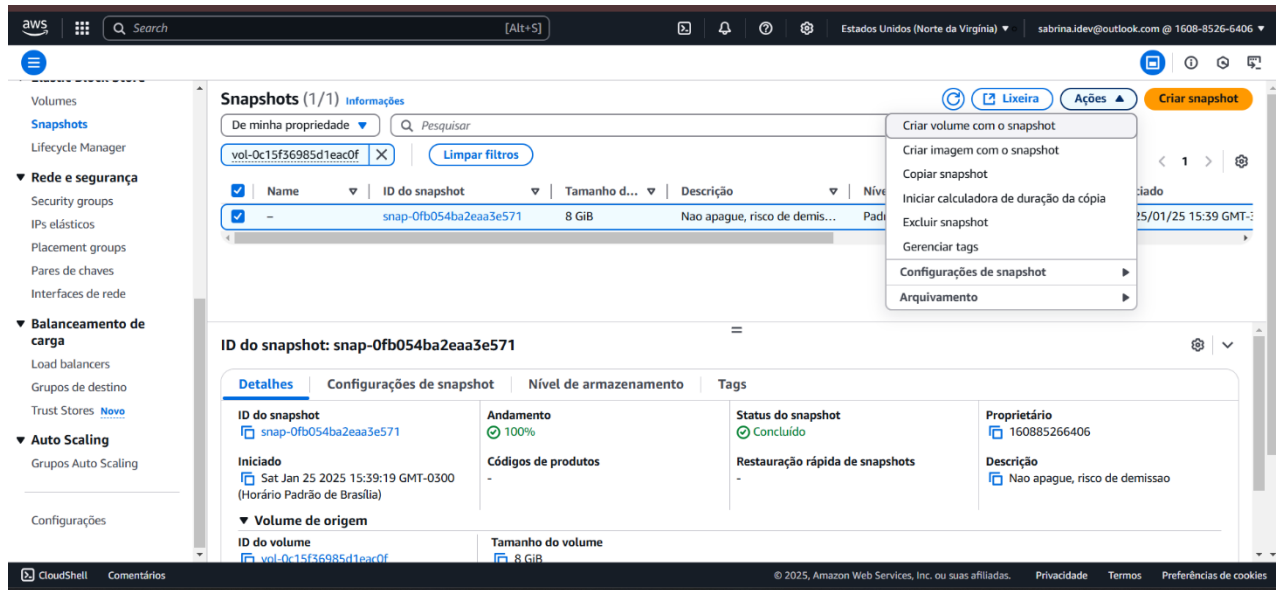 aws
Search
[Alt+S]
Estados Unidos (Norte da Virgínia)
sabrina.idev@outlook.com @ 1608-8526-6406
Volumes
Snapshots
Lifecycle Manager
Rede e segurança
Security groups
IPs elásticos
Placement groups
Pares de chaves
Interfaces de rede
Balanceamento de
carga
Load balancers
Grupos de destino
Trust Stores Novo
Auto Scaling
Grupos Auto Scaling
Configurações
Snapshots (1/1) Informações
Lixeira
Ações
Criar snapshot
De minha propriedade
Pesquisar
vol-0c15f36985d1eac0f
Limpar filtros
1
Name
ID do snapshot
Tamanho d...
Descrição
–
snap-0fb054ba2eaa3e571
8 GiB
Nao apague, risco de demis...
Criar volume com o snapshot
Criar imagem com o snapshot
Copiar snapshot
Iniciar calculadora de duração da cópia
Excluir snapshot
Gerenciar tags
Configurações de snapshot
Arquivamento
15:39
ID do snapshot: snap-0fb054ba2eaa3e571
Detalhes
Configurações de snapshot
Nível de armazenamento
Tags
ID do snapshot
snap-0fb054ba2eaa3e571
Andamento
100%
Status do snapshot
Concluído
Proprietário
160885266406
Iniciado
Sat Jan 25 2025 15:39:19 GMT-0300
(Horário Padrão de Brasília)
Códigos de produtos
-
Restauração rápida de snapshots
-
Descrição
Nao apague, risco de demissao
Volume de origem
ID do volume
vol-0c15f36985d1eac0f
Tamanho do volume
8 GiB
CloudShell
Comentários
© 2025, Amazon Web Services, Inc. ou suas afiliadas.
Privacidade
Termos
Preferências de cookies